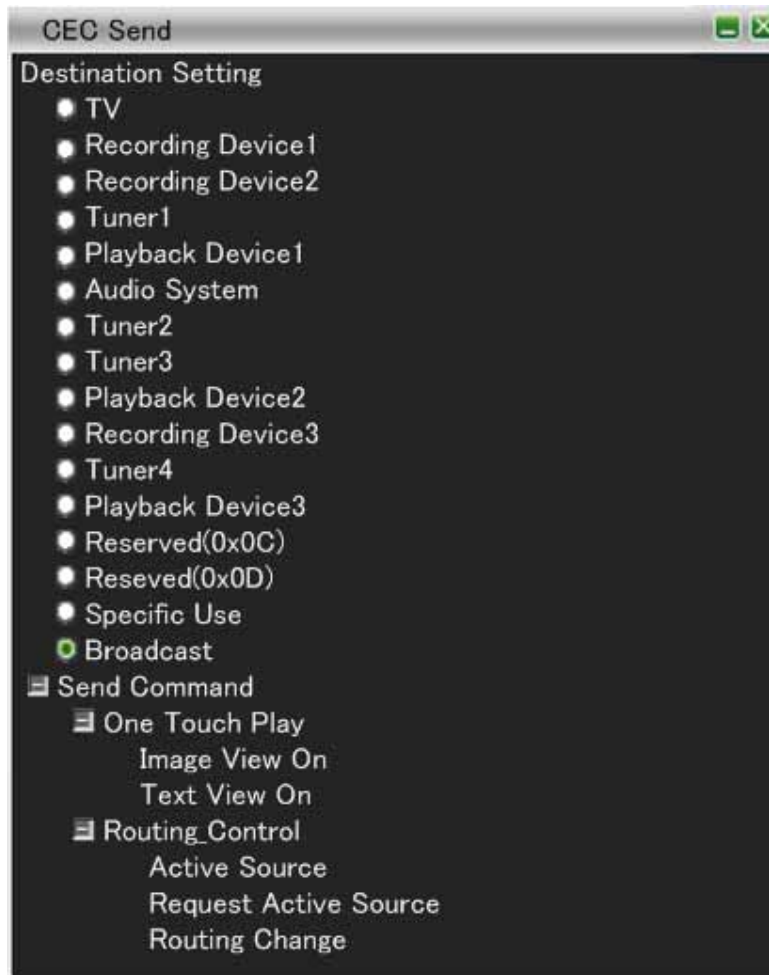 CEC Send
Destination Setting
TV
Recording Device1
Recording Device2
Tuner1
Playback Device1
Audio System
Tuner2
Tuner3
Playback Device2
Recording Device3
Tuner4
Playback Device3
Reserved(0x0C)
Reseved(0x0D)
Specific Use
Broadcast
Send Command
One Touch Play
Image View On
Text View On
Routing_Control
Active Source
Request Active Source
Routing Change